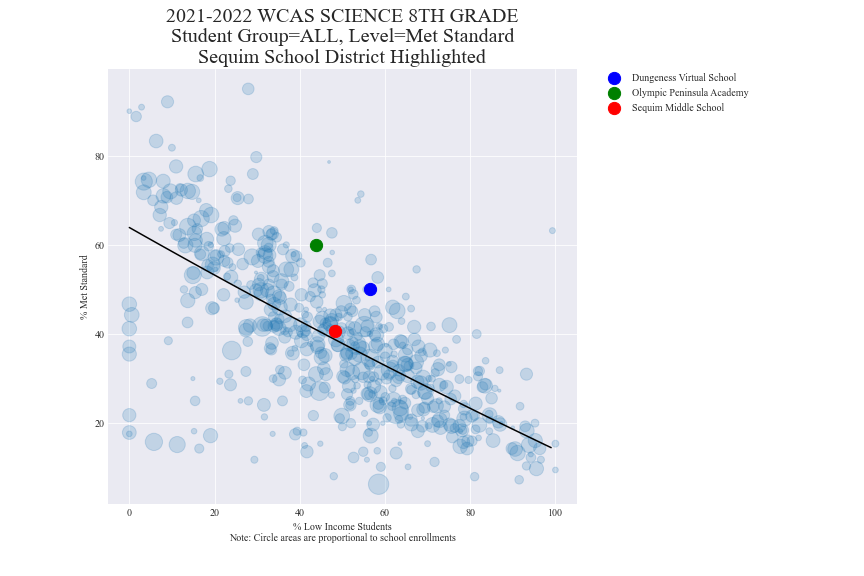 2021-2022 WCAS SCIENCE 8TH GRADE
Student Group=ALL, Level=Met Standard
Sequim School District Highlighted
Dungeness Virtual School
Olympic Peninsula Academy
Sequim Middle School
% Met Standard
80
60
40
20
0 20 40 60 80 100
% Low Income Students
Note: Circle areas are proportional to school enrollments